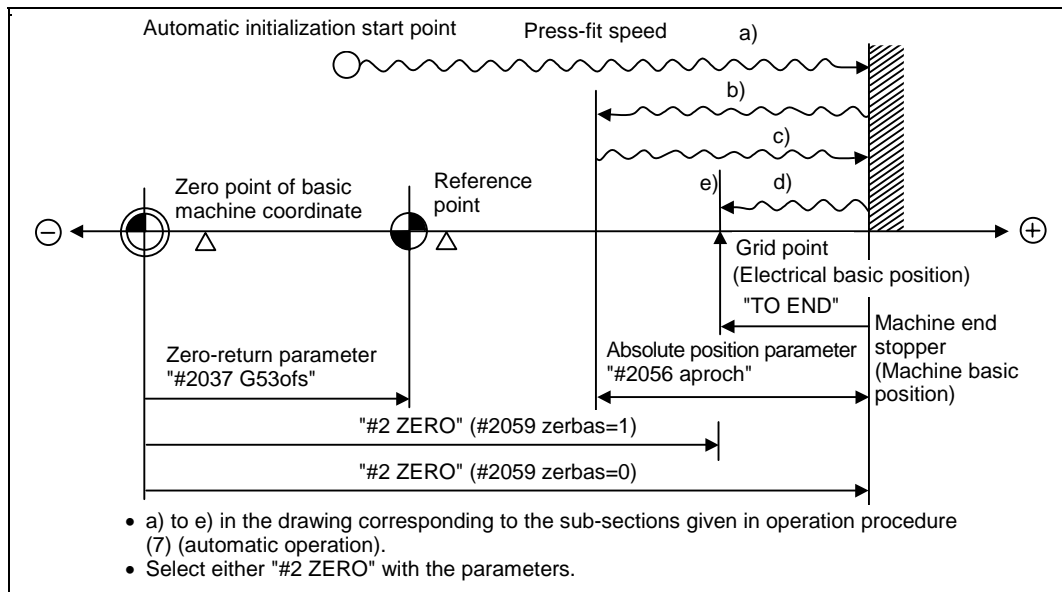 Automatic initialization start point
Press-fit speed
a)
b)
c)
Zero point of basic
machine coordinate
Reference
point
e)
d)
Grid point
(Electrical basic position)
"TO END"
Machine end
stopper
(Machine basic
position)
Zero-return parameter
"#2037 G53ofs"
Absolute position parameter
"#2056 aproch"
"#2 ZERO" (#2059 zerbas=1)
"#2 ZERO" (#2059 zerbas=0)
• a) to e) in the drawing corresponding to the sub-sections given in operation procedure
(7) (automatic operation).
• Select either "#2 ZERO" with the parameters.